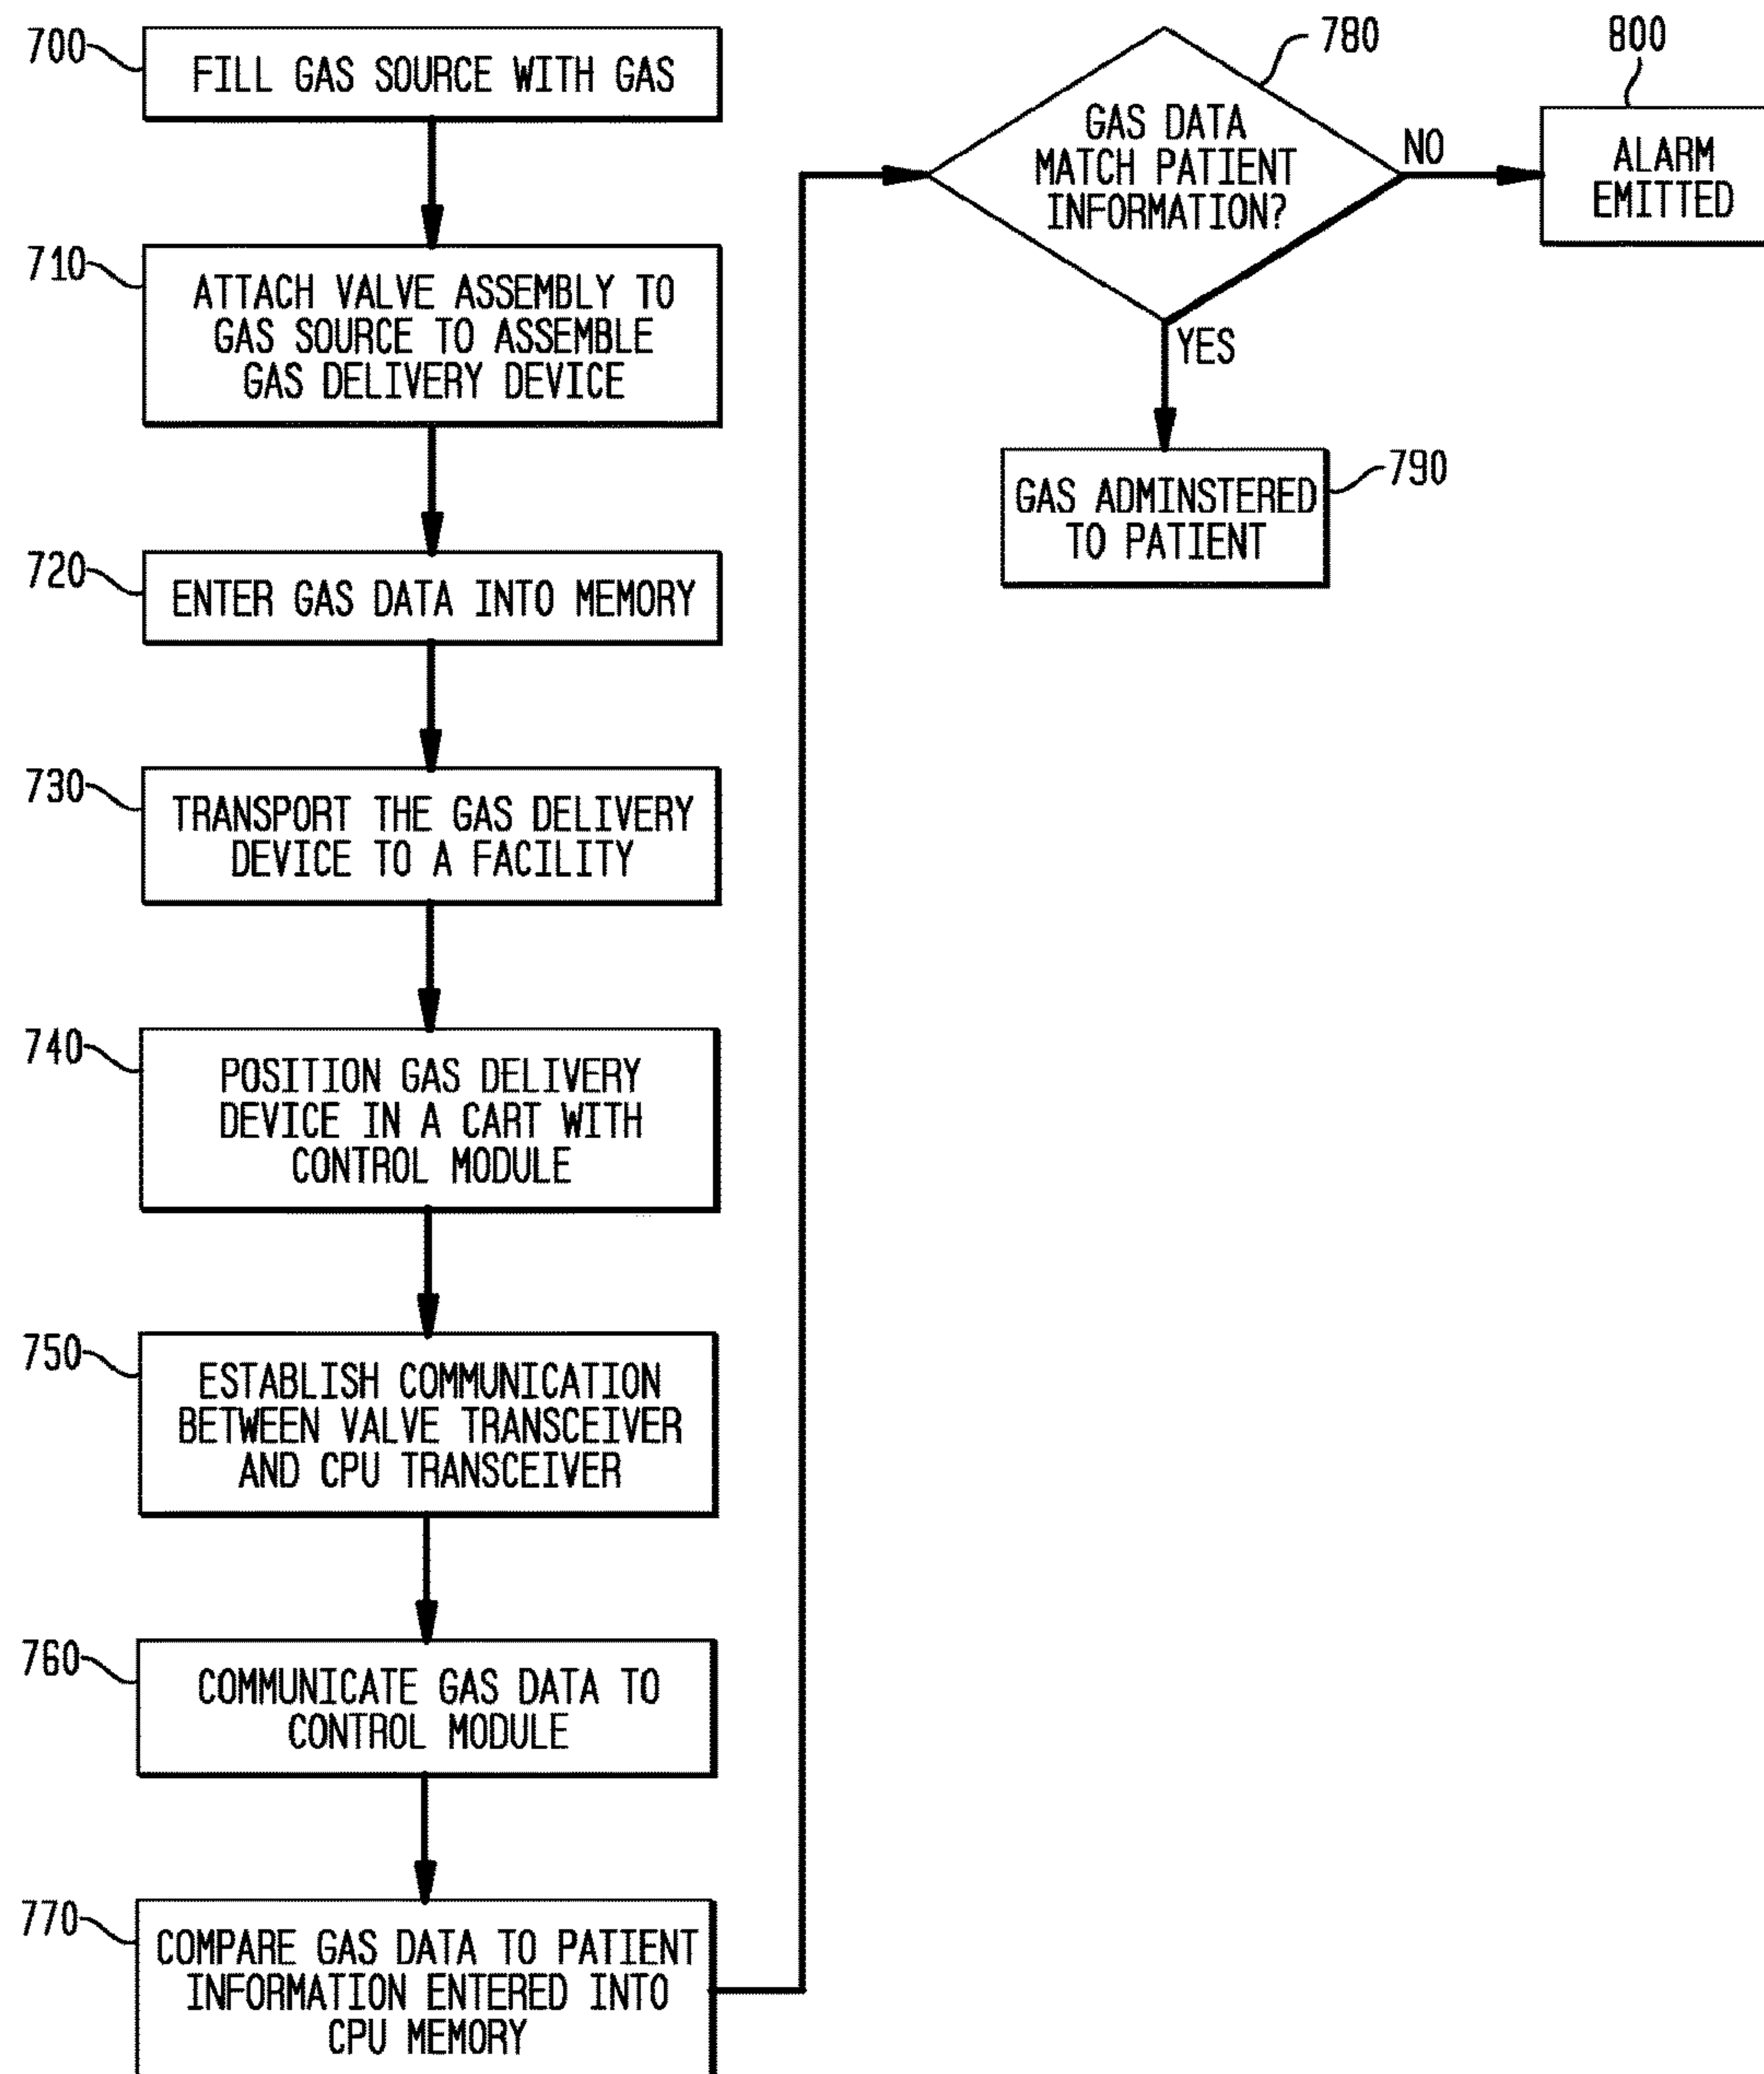 700
FILL GAS SOURCE WITH GAS
710
ATTACH VALVE ASSEMBLY TO
GAS SOURCE TO ASSEMBLE
GAS DELIVERY DEVICE
720
ENTER GAS DATA INTO MEMORY
730
TRANSPORT THE GAS DELIVERY
DEVICE TO A FACILITY
740
POSITION GAS DELIVERY
DEVICE IN A CART WITH
CONTROL MODULE
750
ESTABLISH COMMUNICATION
BETWEEN VALVE TRANSCEIVER
AND CPU TRANSCEIVER
760
COMMUNICATE GAS DATA TO
CONTROL MODULE
770
COMPARE GAS DATA TO PATIENT
INFORMATION ENTERED INTO
CPU MEMORY
780
GAS DATA
MATCH PATIENT
INFORMATION?
NO
800
ALARM
EMITTED
YES
790
GAS ADMINSTERED
TO PATIENT